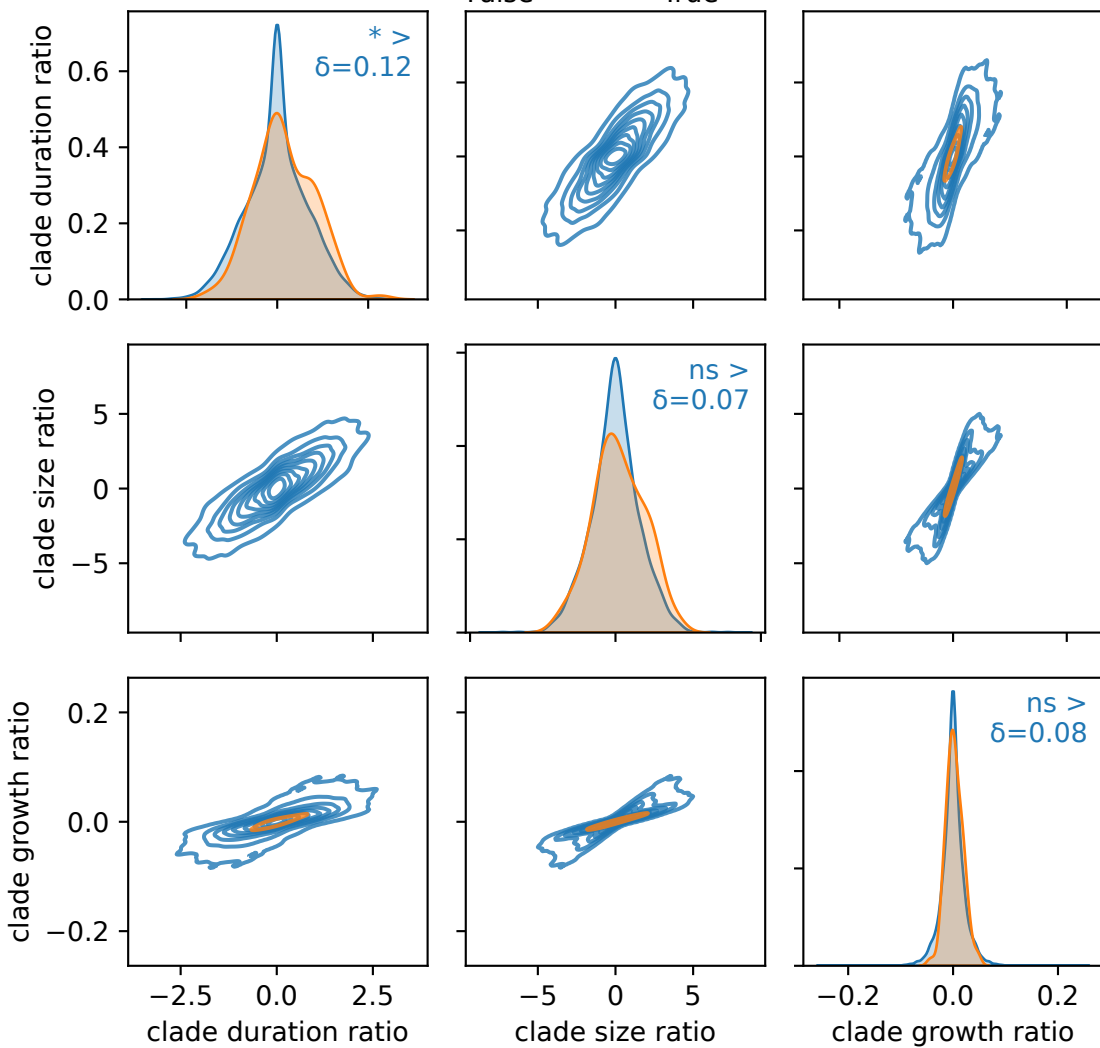 True
clade duration ratio
0.6
0.4
0.2
0.0
* >
δ=0.12
clade size ratio
5
0
−5
ns >
δ=0.07
clade growth ratio
0.2
0.0
−0.2
ns >
δ=0.08
−2.5 0.0 2.5
−5 0 5
−0.2 0.0 0.2
clade duration ratio
clade size ratio
clade growth ratio